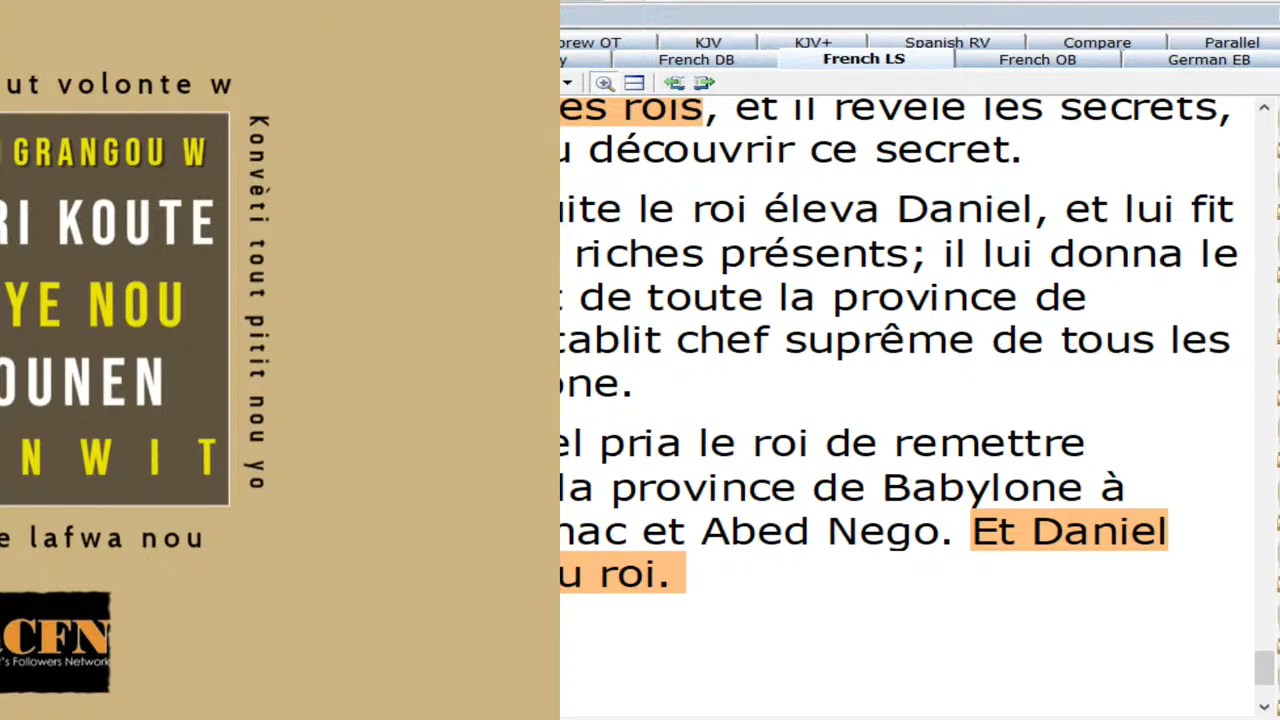 ut volonte w
GRANGOU W
RI KOUTE
YE NOU
OUNEN
N WIT
Konvèti tout pitit nou yo
e lafwa nou
CFN
's Followers Network
brew OT KJV KJV+ Spanish RV Compare Parallel
y French DB French LS French OB German EB
es rois, et il révèle les secrets,
u découvrir ce secret.
uite le roi éleva Daniel, et lui fit
riches présents; il lui donna le
t de toute la province de
tablit chef suprême de tous les
one.
el pria le roi de remettre
la province de Babylone à
nac et Abed Nego. Et Daniel
u roi.